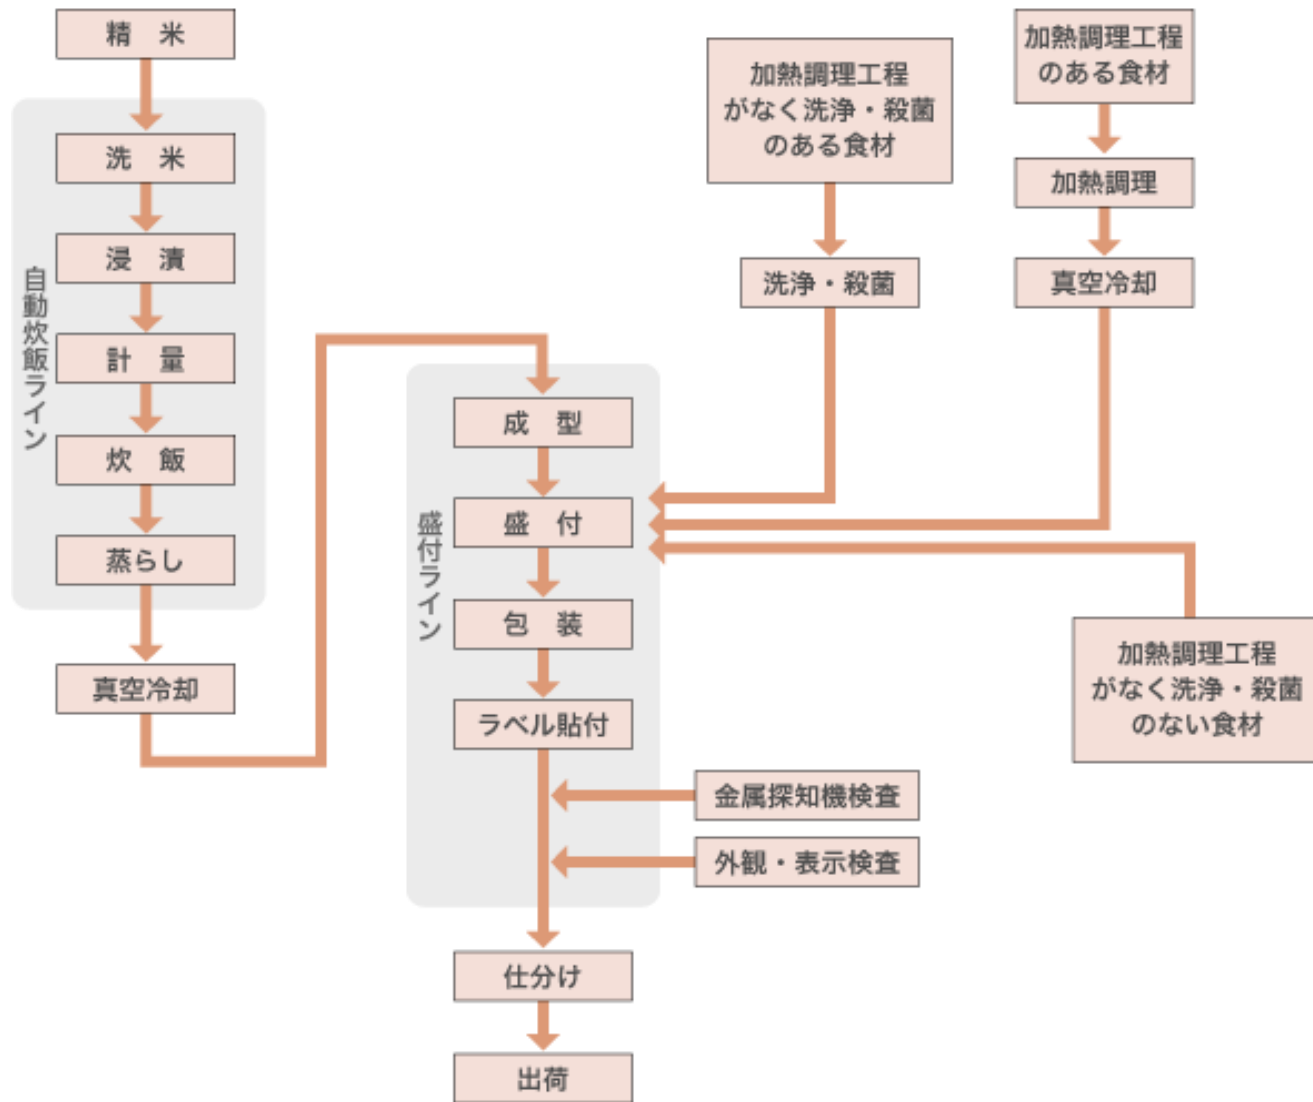 精　米
自動炊飯ライン
洗　米
浸　漬
計　量
炊　飯
蒸らし
真空冷却
盛付ライン
成　型
盛　付
包　装
ラベル貼付
仕分け
出荷
加熱調理工程
がなく洗浄・殺菌
のある食材
洗浄・殺菌
加熱調理工程
のある食材
加熱調理
真空冷却
加熱調理工程
がなく洗浄・殺菌
のない食材
金属探知機検査
外観・表示検査